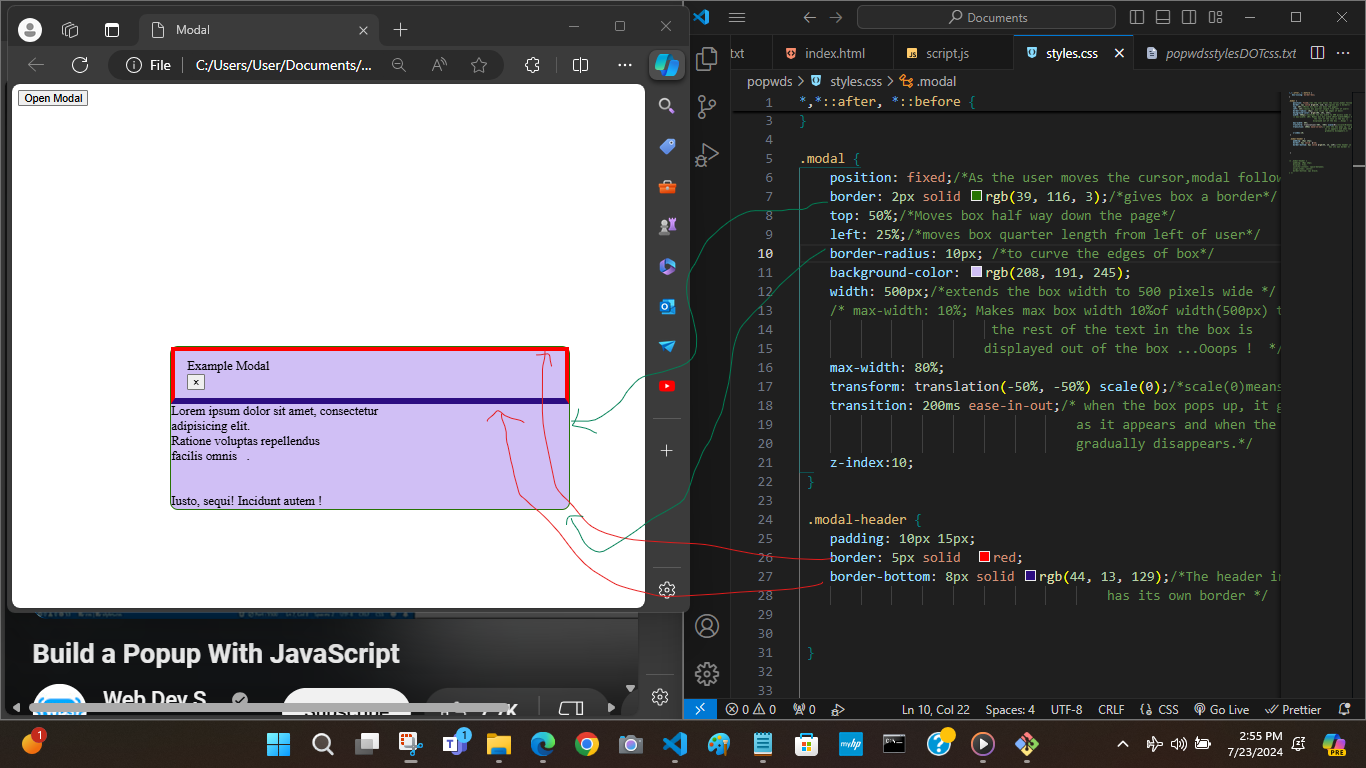 Modal
File
C:/Users/User/Documents/...
Open Modal
Example Modal
x
Lorem ipsum dolor sit amet, consectetur
adipisicing elit.
Ratione voluptas repellendus
facilis omnis .
Iusto, sequi! Incidunt autem !
Build a Popup With JavaScript
Web Dev S
Documents
txt
index.html
script.js
styles.css
popwdsstylesDOTcss.txt
popwds > styles.css > .modal
1 *,*::after, *::before {
3 }
4
5 .modal {
6 position: fixed;/*As the user moves the cursor,modal follow
7 border: 2px solid rgb(39, 116, 3);/*gives box a border*/
8 top: 50%;/*Moves box half way down the page*/
9 left: 25%;/*moves box quarter length from left of user*/
10 border-radius: 10px; /*to curve the edges of box*/
11 background-color: rgb(208, 191, 245);
12 width: 500px;/*extends the box width to 500 pixels wide */
13 /* max-width: 10%; Makes max box width 10%of width(500px) t
14 the rest of the text in the box is
15 displayed out of the box ...Ooops ! */
16 max-width: 80%;
17 transform: translation(-50%, -50%) scale(0);/*scale(0)means
18 transition: 200ms ease-in-out;/* when the box pops up, it g
19 as it appears and when the
20 gradually disappears.*/
21 z-index:10;
22 }
23
24 .modal-header {
25 padding: 10px 15px;
26 border: 5px solid red;
27 border-bottom: 8px solid rgb(44, 13, 129);/*The header in
28 has its own border */
29
30
31 }
32
33
0 0 0
Ln 10, Col 22
Spaces: 4
UTF-8
CRLF
CSS
Go Live
Prettier
1
1
2:55 PM
7/23/2024
PRE